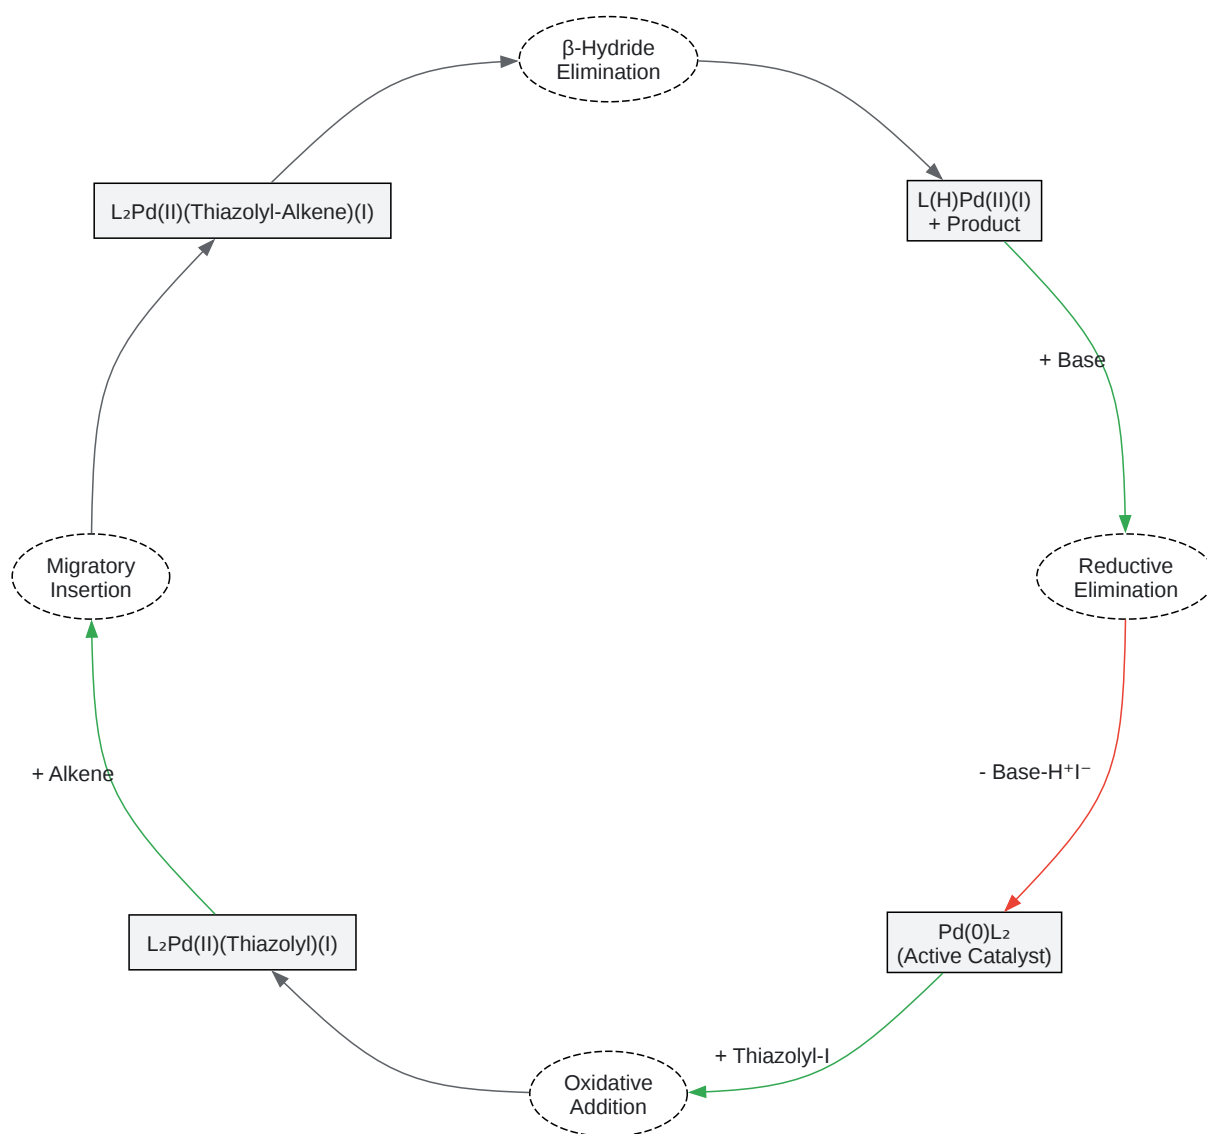 β-Hydride
Elimination
L₂Pd(II)(Thiazolyl-Alkene)(I)
L(H)Pd(II)(I)
+ Product
+ Base
Migratory
Insertion
Reductive
Elimination
+ Alkene
- Base-H⁺I⁻
L₂Pd(II)(Thiazolyl)(I)
Pd(0)L₂
(Active Catalyst)
+ Thiazolyl-I
Oxidative
Addition